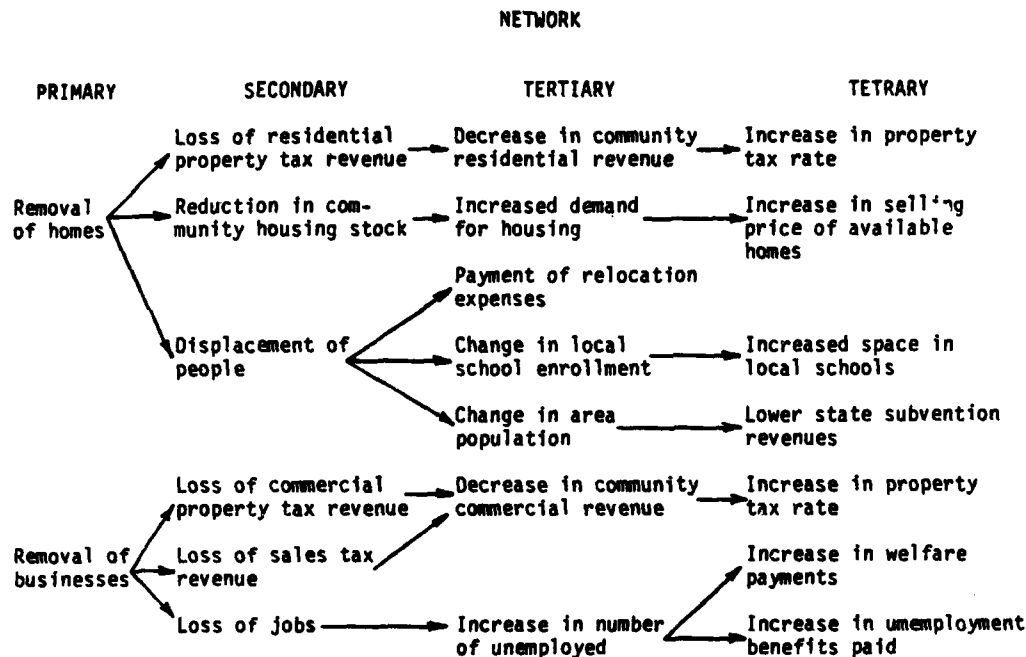 NETWORK
PRIMARY
SECONDARY
TERTIARY
TETRARY
Removal
of homes
Loss of residential
property tax revenue
Decrease in community
residential revenue
Increase in property
tax rate
Reduction in com-
munity housing stock
Increased demand
for housing
Increase in selling
price of available
homes
Displacement of
people
Payment of relocation
expenses
Change in local
school enrollment
Increased space in
local schools
Change in area
population
Lower state subvention
revenues
Removal of
businesses
Loss of commercial
property tax revenue
Decrease in community
commercial revenue
Increase in property
tax rate
Loss of sales tax
revenue
Loss of jobs
Increase in number
of unemployed
Increase in welfare
payments
Increase in unemployment
benefits paid